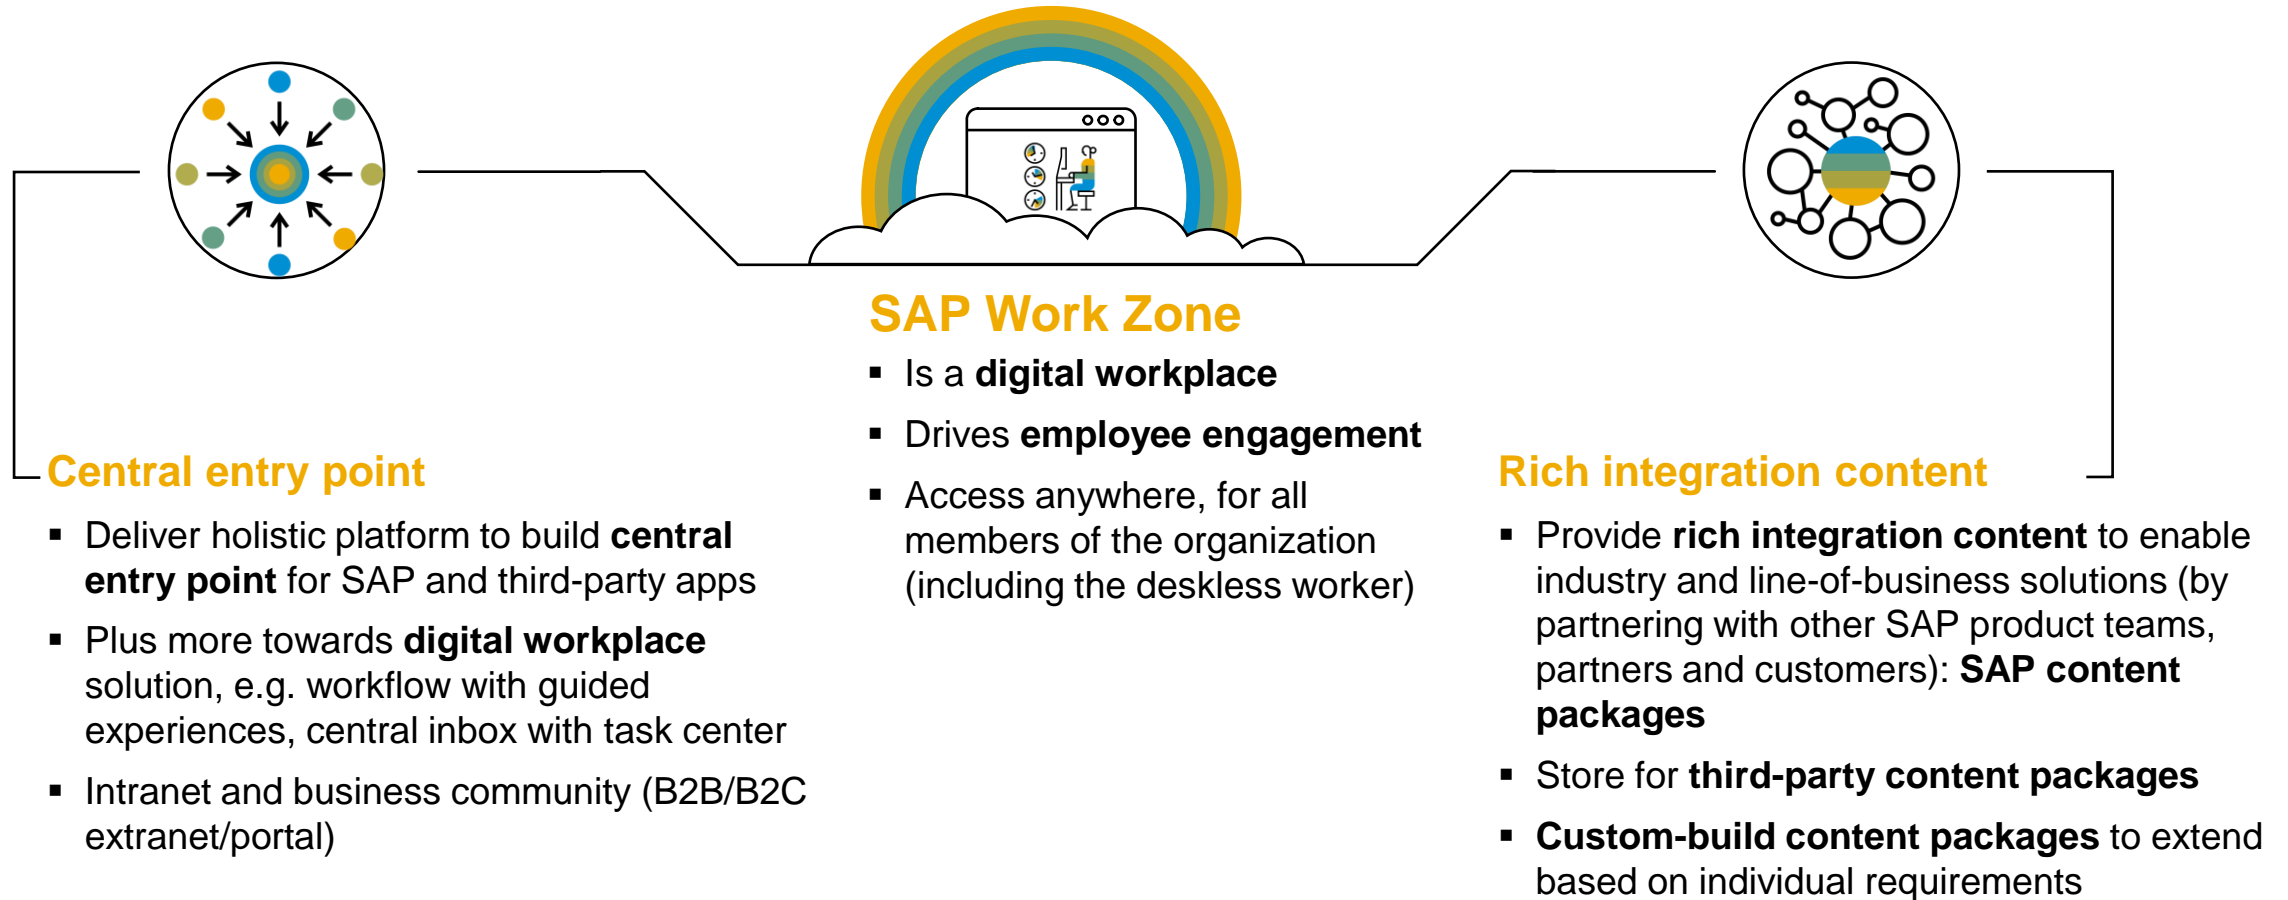 SAP Work Zone
▪ Is a digital workplace
▪ Drives employee engagement
▪ Access anywhere, for all
members of the organization
(including the deskless worker)
Central entry point
▪ Deliver holistic platform to build central
entry point for SAP and third-party apps
▪ Plus more towards digital workplace
solution, e.g. workflow with guided
experiences, central inbox with task center
▪ Intranet and business community (B2B/B2C
extranet/portal)
Rich integration content
▪ Provide rich integration content to enable
industry and line-of-business solutions (by
partnering with other SAP product teams,
partners and customers): SAP content
packages
▪ Store for third-party content packages
▪ Custom-build content packages to extend
based on individual requirements